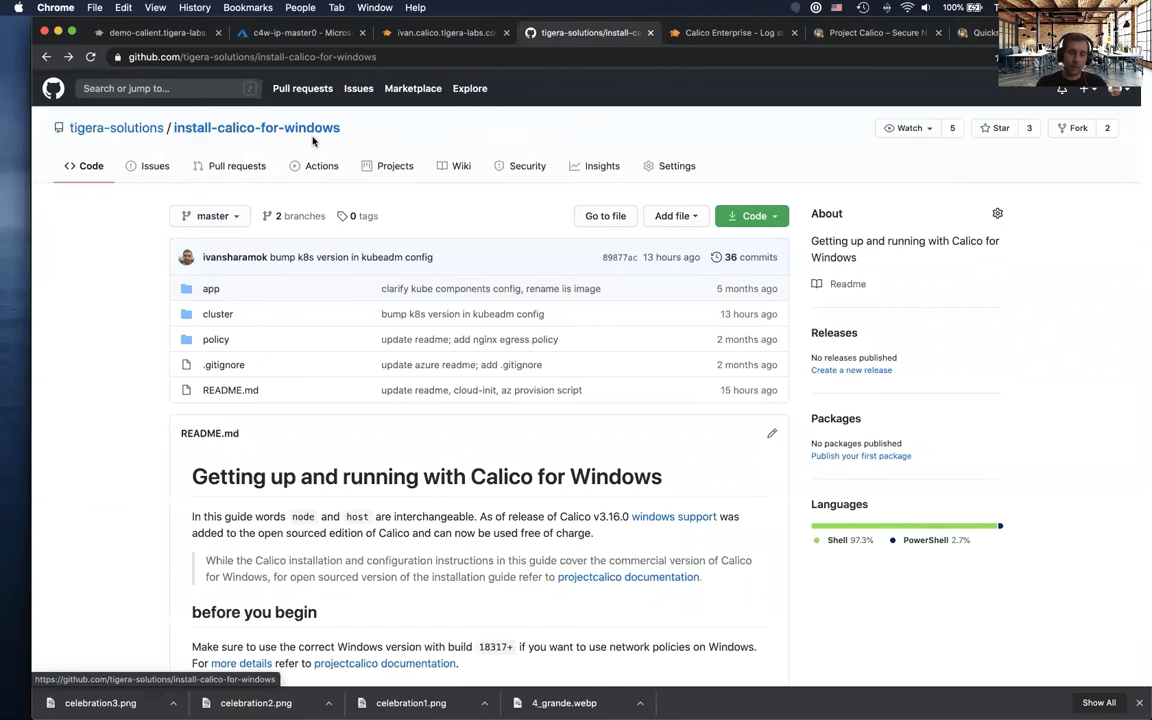 Chrome File Edit View History Bookmarks People Tab Window Help 100%
demo-calient.tigera-labs. c4w-ip-master0 - Micros ivan.calico.tigera-labs.co tigera-solutions/install-ca Calico Enterprise - Log s Project Calico – Secure N Quicks
github.com/tigera-solutions/install-calico-for-windows
Search or jump to... / Pull requests Issues Marketplace Explore
tigera-solutions / install-calico-for-windows
Watch 5 Star 3 Fork 2
<> Code Issues Pull requests Actions Projects Wiki Security Insights Settings
master 2 branches 0 tags Go to file Add file Code
ivansharamok bump k8s version in kubeadm config 89877ac 13 hours ago 36 commits
app clarify kube components config, rename iis image 5 months ago
cluster bump k8s version in kubeadm config 13 hours ago
policy update readme; add nginx egress policy 2 months ago
.gitignore update azure readme; add .gitignore 2 months ago
README.md update readme, cloud-init, az provision script 15 hours ago
README.md
Getting up and running with Calico for Windows
In this guide words node and host are interchangeable. As of release of Calico v3.16.0 windows support was
added to the open sourced edition of Calico and can now be used free of charge.
While the Calico installation and configuration instructions in this guide cover the commercial version of Calico
for Windows, for open sourced version of the installation guide refer to projectcalico documentation.
before you begin
Make sure to use the correct Windows version with build 18317+ if you want to use network policies on Windows.
For more details refer to projectcalico documentation.
About
Getting up and running with Calico for
Windows
Readme
Releases
No releases published
Create a new release
Packages
No packages published
Publish your first package
Languages
Shell 97.3% PowerShell 2.7%
https://github.com/tigera-solutions/install-calico-for-windows
celebration3.png celebration2.png celebration1.png 4_grande.webp Show All